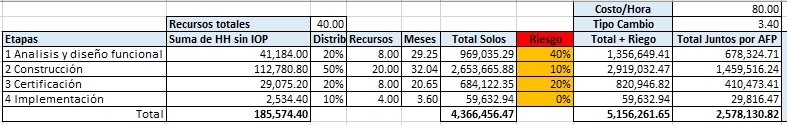 Costo/Hora 80.00
Recursos totales 40.00 Tipo Cambio 3.40
Etapas Suma de HH sin IOP Distrib Recursos Meses Total Solos Riesgo Total + Riego Total Juntos por AFP
1 Analisis y diseño funcional 41,184.00 20% 8.00 29.25 969,035.29 40% 1,356,649.41 678,324.71
2 Construcción 112,780.80 50% 20.00 32.04 2,653,665.88 10% 2,919,032.47 1,459,516.24
3 Certificación 29,075.20 20% 8.00 20.65 684,122.35 20% 820,946.82 410,473.41
4 Implementación 2,534.40 10% 4.00 3.60 59,632.94 0% 59,632.94 29,816.47
Total 185,574.40 4,366,456.47 5,156,261.65 2,578,130.82